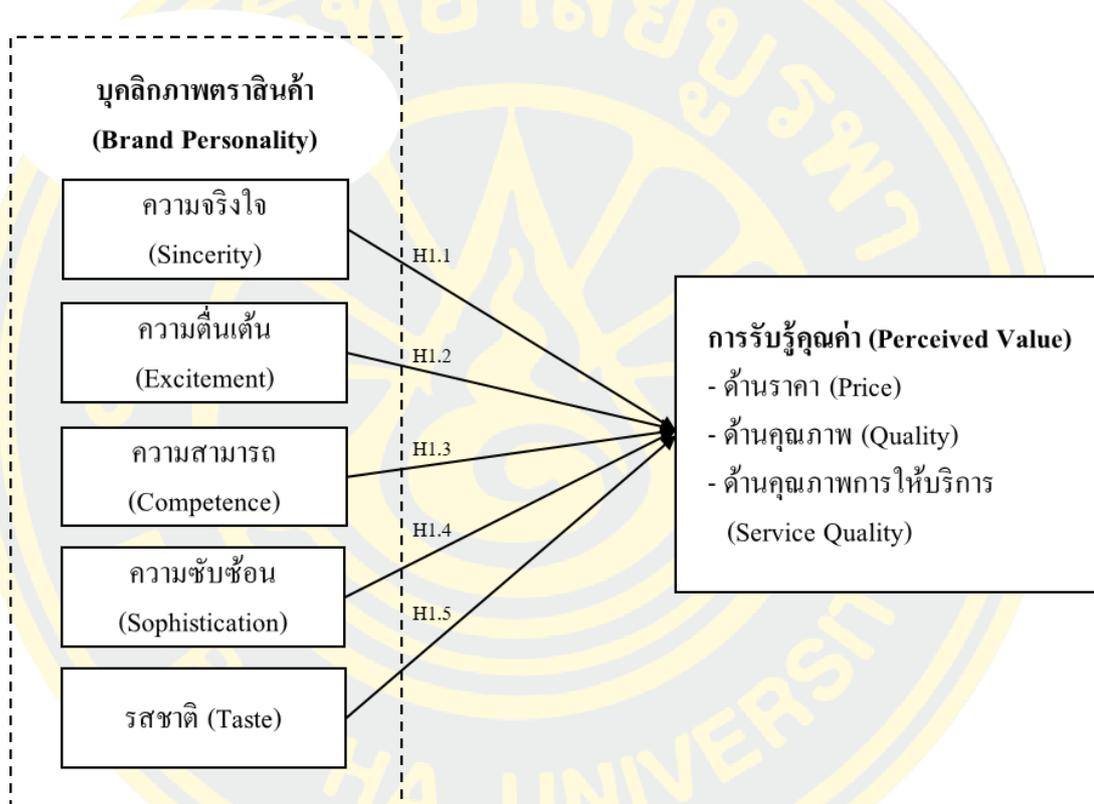 บุคลิกภาพตราสินค้า
(Brand Personality)
ความจริงใจ
(Sincerity)
H1.1
ความตื่นเต้น
(Excitement)
H1.2
ความสามารถ
(Competence)
H1.3
ความซับซ้อน
(Sophistication)
H1.4
รสชาติ (Taste)
H1.5
การรับรู้คุณค่า (Perceived Value)
- ด้านราคา (Price)
- ด้านคุณภาพ (Quality)
- ด้านคุณภาพการให้บริการ
(Service Quality)